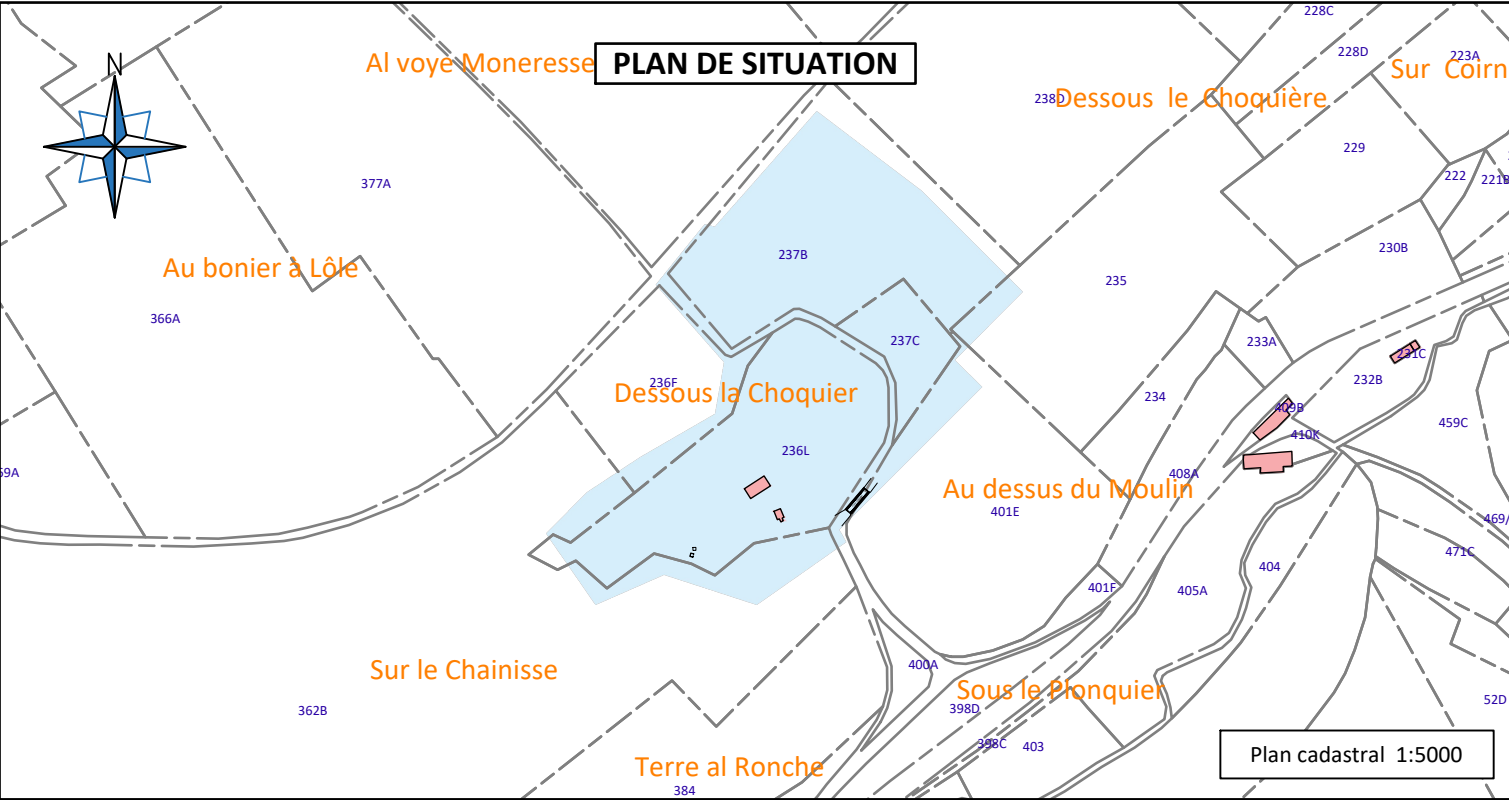 228C
228D
223A
Al voye Moneresse
PLAN DE SITUATION
Sur Coirn
N
238D
Dessous le Choquière
229
377A
222
221B
237B
230B
Au bonier à Lôle
235
366A
237C
233A
231C
236F
232B
Dessous la Choquier
234
409B
459C
410K
236L
59A
408A
Au dessus du Moulin
401E
469/
471C
404
401F
405A
Sur le Chainisse
400A
Sous le Plonquier
362B
398D
52D
398C
403
Plan cadastral 1:5000
Terre al Ronche
384